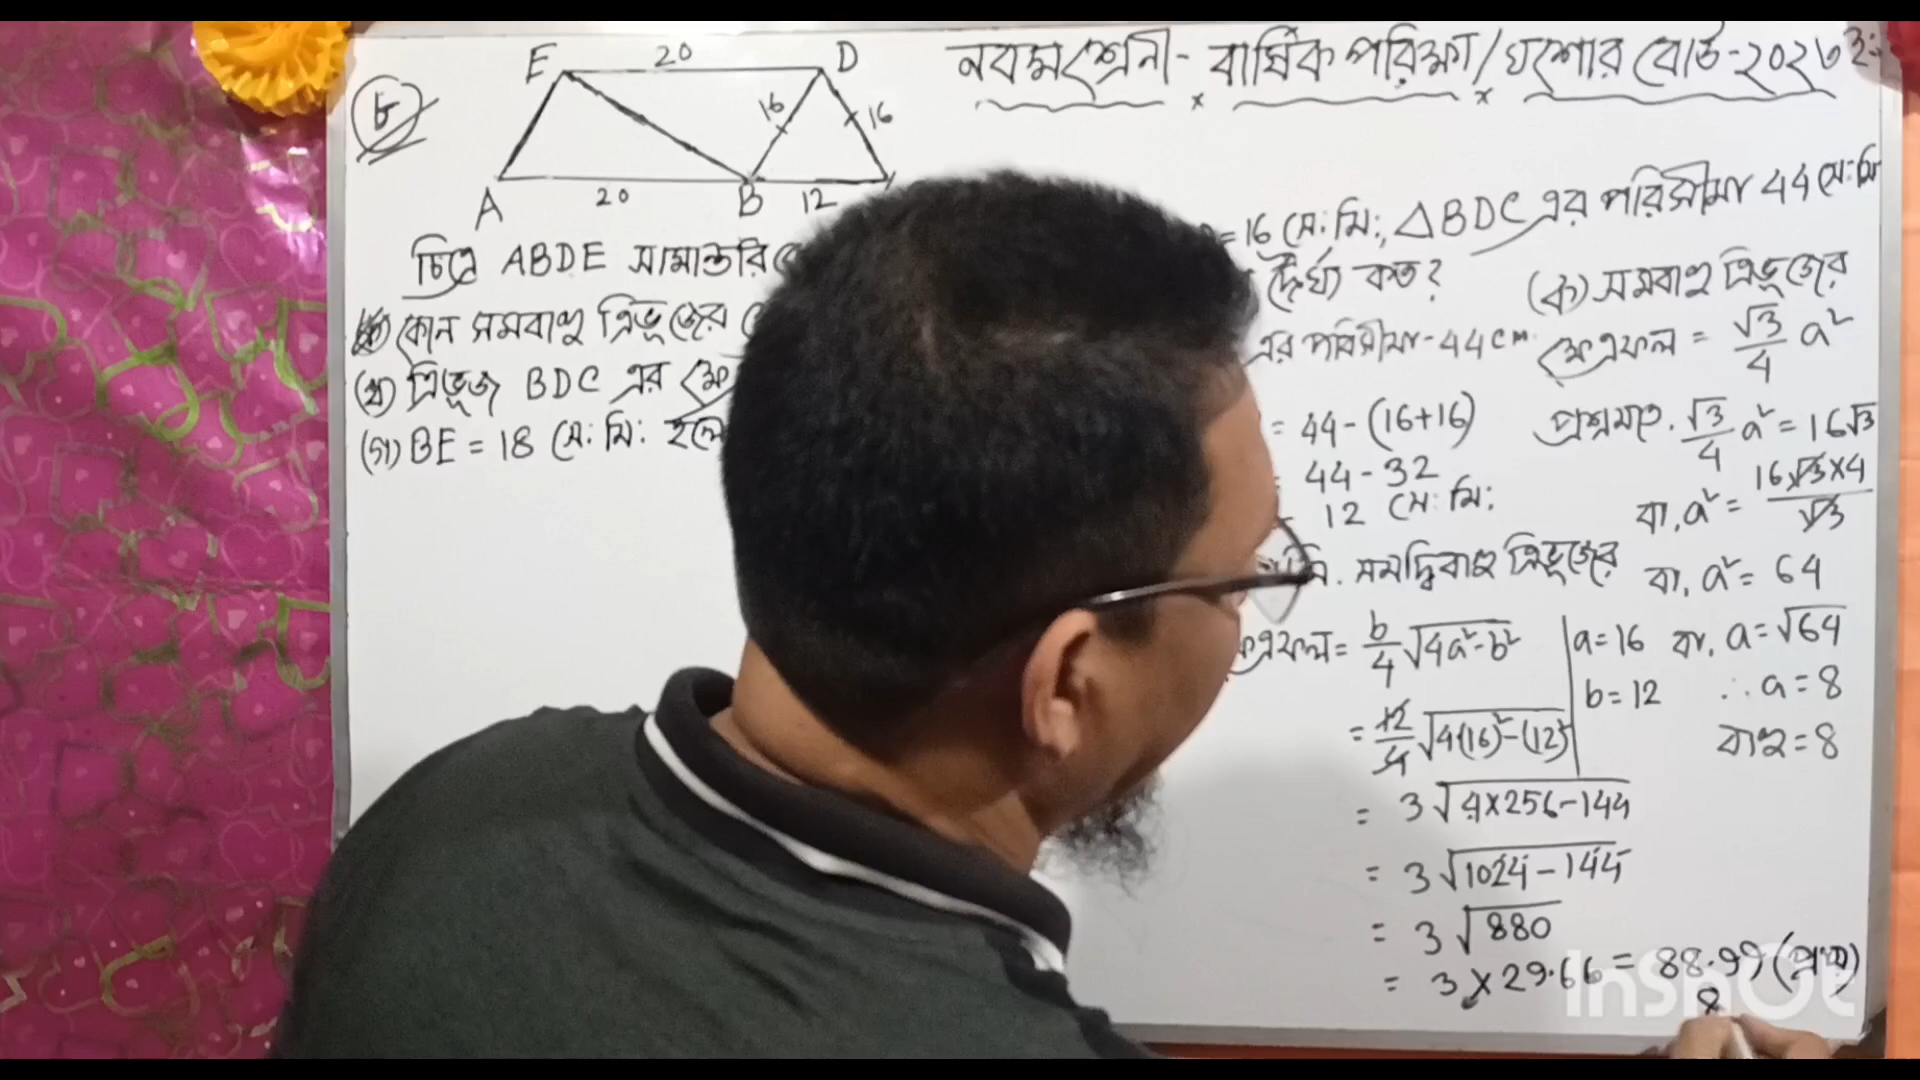 নবম শ্রেনী - বার্ষিক পরিক্ষা / যশোর বোর্ড - ২০২৩
E 20 D
16 16
A 20 B 12
চিত্রে ABDE সামান্তরি
= 16 সে: মি:, △BDC এর পরিসীমা 44 সে: মি
(ক) কোন সমবাহু ত্রিভূজের
দৈর্ঘ্য কত?
(খ) ত্রিভূজ BDC এর
(গ) BE = 18 সে: মি: হলে
এর পরিসীমা - 44 cm
= 44 - (16+16)
44 - 32
12 সে: মি:
মি. সমদ্বিবাহু ত্রিভূজের
= b/4 √4a²-b²
a = 16
b = 12
= 12/4 √4(16)²-(12)²
= 3 √4×256-144
= 3 √1024-144
= 3 √880
= 3 × 29.66 = 88.99 (প্রায়)
(ক) সমবাহু ত্রিভূজের
ক্ষেত্রফল = √3/4 a²
প্রশ্নমতে. √3/4 a² = 16√3
বা, a² = 16√3×4/√3
বা, a² = 64
বা, a = √64
∴ a = 8
বাহু = 8
InShOt